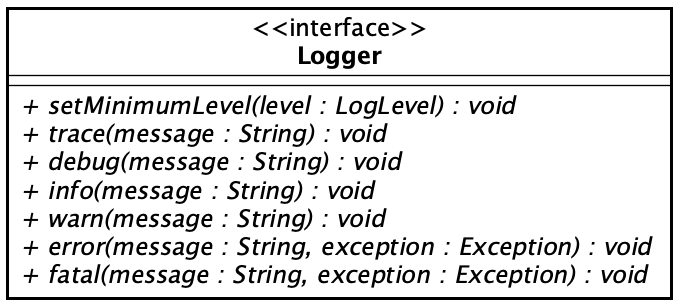 <<interface>>
Logger
+ setMinimumLevel(level : LogLevel) : void
+ trace(message : String) : void
+ debug(message : String) : void
+ info(message : String) : void
+ warn(message : String) : void
+ error(message : String, exception : Exception) : void
+ fatal(message : String, exception : Exception) : void